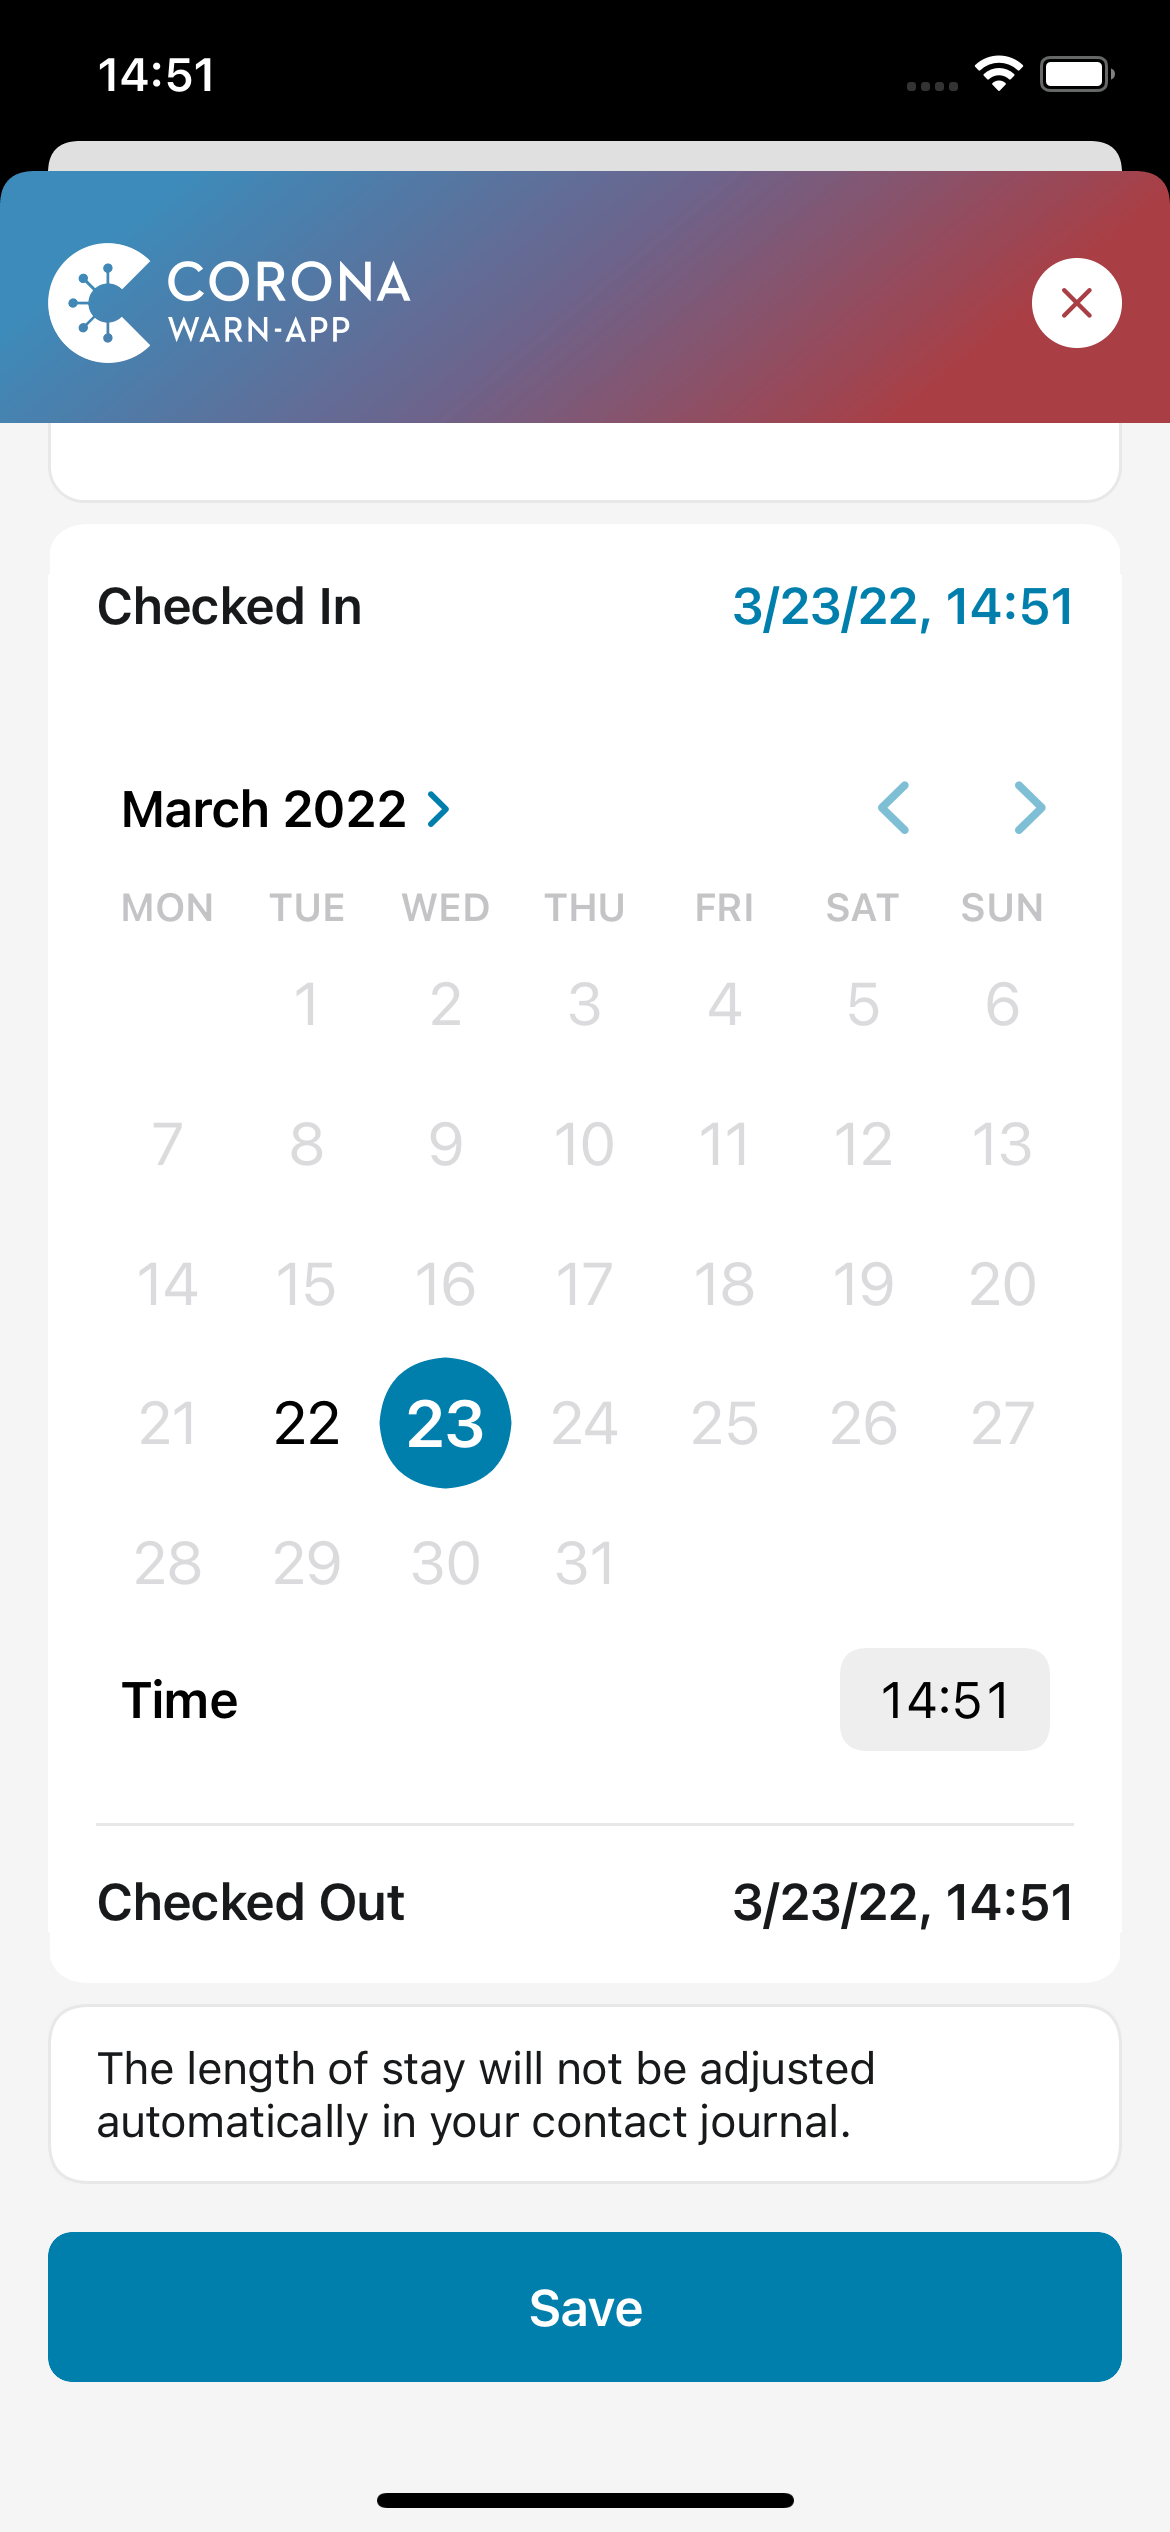 14:51
CORONA
WARN-APP
Checked In 3/23/22, 14:51
March 2022
MON TUE WED THU FRI SAT SUN
1 2 3 4 5 6
7 8 9 10 11 12 13
14 15 16 17 18 19 20
21 22 23 24 25 26 27
28 29 30 31
Time 14:51
Checked Out 3/23/22, 14:51
The length of stay will not be adjusted
automatically in your contact journal.
Save